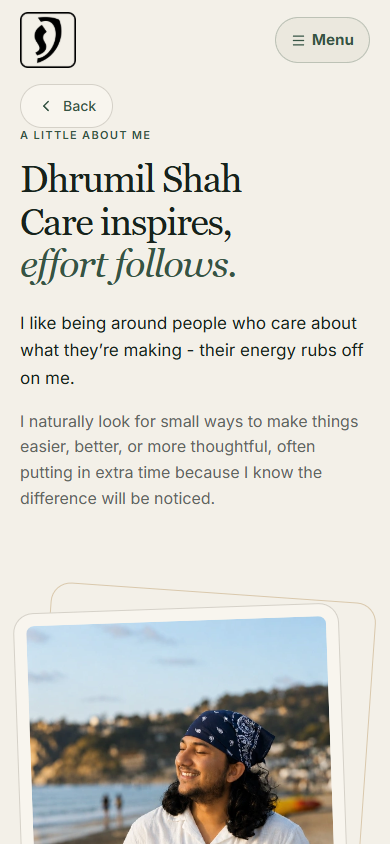 Menu
Back
A LITTLE ABOUT ME
Dhrumil Shah
Care inspires,
effort follows.
I like being around people who care about
what they’re making - their energy rubs off
on me.
I naturally look for small ways to make things
easier, better, or more thoughtful, often
putting in extra time because I know the
difference will be noticed.